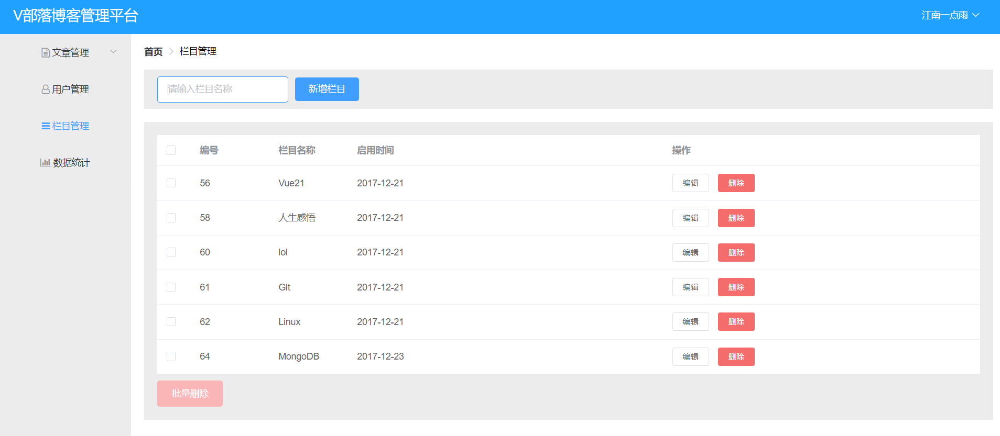 V部落博客管理平台
江南一点雨
文章管理
用户管理
栏目管理
数据统计
首页 栏目管理
请输入栏目名称 新增栏目
编号 栏目名称 启用时间 操作
56 Vue21 2017-12-21 编辑 删除
58 人生感悟 2017-12-21 编辑 删除
60 lol 2017-12-21 编辑 删除
61 Git 2017-12-21 编辑 删除
62 Linux 2017-12-21 编辑 删除
64 MongoDB 2017-12-23 编辑 删除
批量删除